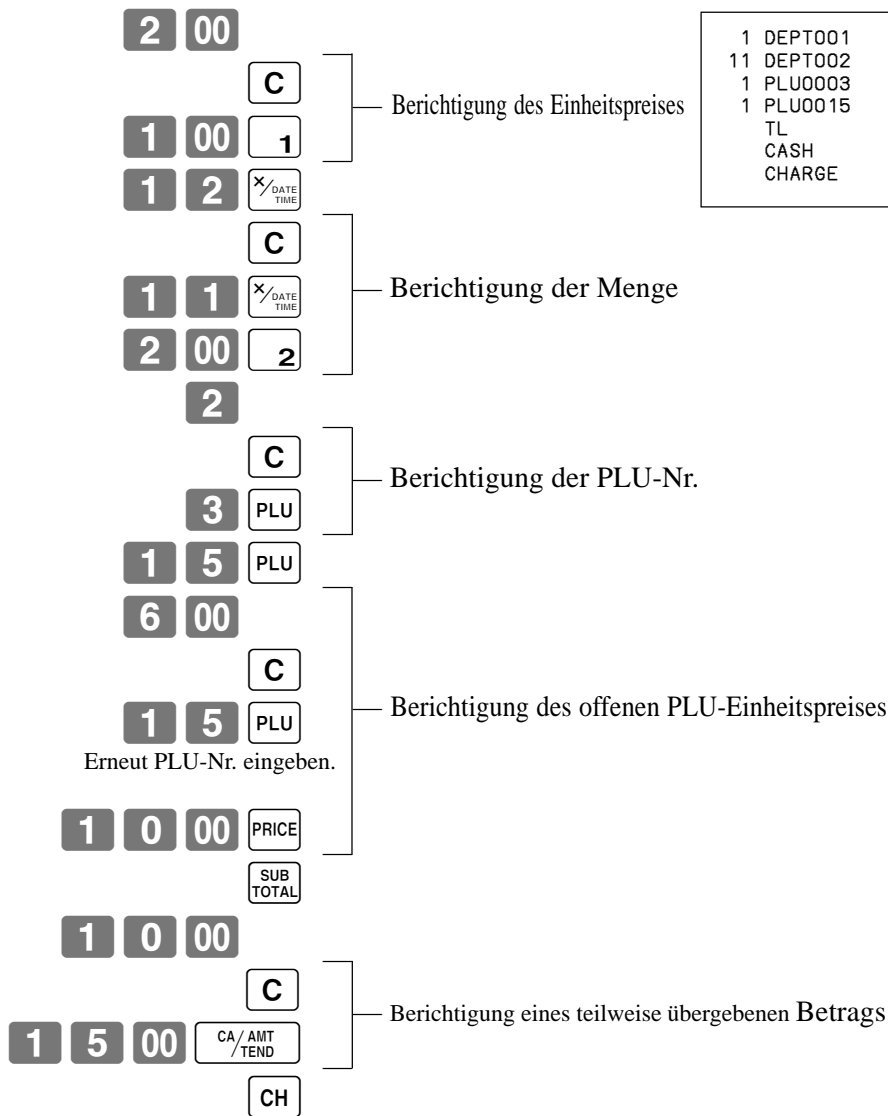 2 00
C
Berichtigung des Einheitspreises
1 00 1
1 2 ×/DATE TIME
C
1 1 ×/DATE TIME
Berichtigung der Menge
2 00 2
2
C
Berichtigung der PLU-Nr.
3 PLU
1 5 PLU
6 00
C
1 5 PLU
Berichtigung des offenen PLU-Einheitspreises
Erneut PLU-Nr. eingeben.
1 0 00 PRICE
SUB TOTAL
1 0 00
C
Berichtigung eines teilweise übergebenen Betrags
1 5 00 CA/AMT /TEND
CH
1 DEPT001
11 DEPT002
1 PLU0003
1 PLU0015
TL
CASH
CHARGE